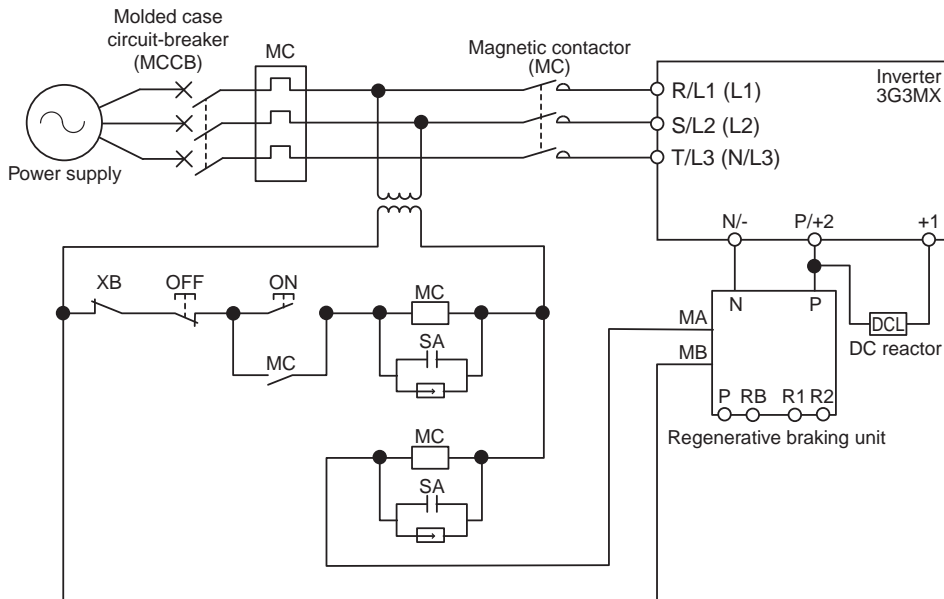 Molded case
circuit-breaker
(MCCB)
MC
Magnetic contactor
(MC)
Inverter
3G3MX
R/L1 (L1)
S/L2 (L2)
T/L3 (N/L3)
Power supply
N/-
P/+2
+1
XB
OFF
ON
MC
SA
MC
N
P
MA
MB
DCL
DC reactor
P
RB
R1
R2
Regenerative braking unit
MC
SA